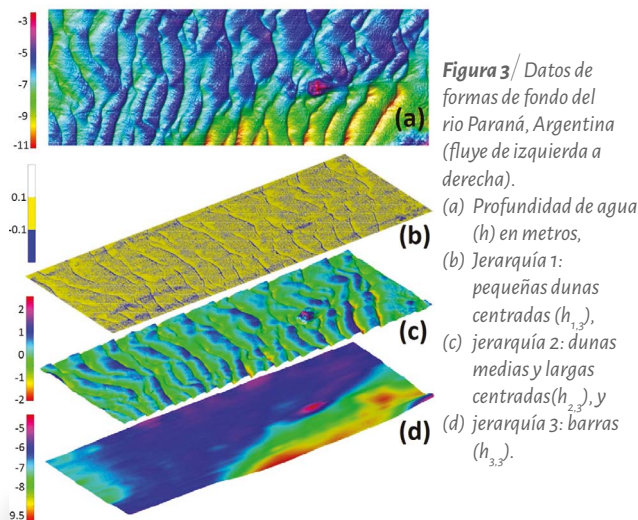 -3
-5
-7
-9
-11
(a)
0.1
-0.1
(b)
2
1
0
-1
-2
(c)
-5
-6
-7
-8
9.5
(d)
Figura 3/ Datos de
formas de fondo del
rio Paraná, Argentina
(fluye de izquierda a
derecha).
(a) Profundidad de agua
(h) en metros,
(b) Jerarquía 1:
pequeñas dunas
centradas (h1,3),
(c) jerarquía 2: dunas
medias y largas
centradas(h2,3), y
(d) jerarquía 3: barras
(h3,3).